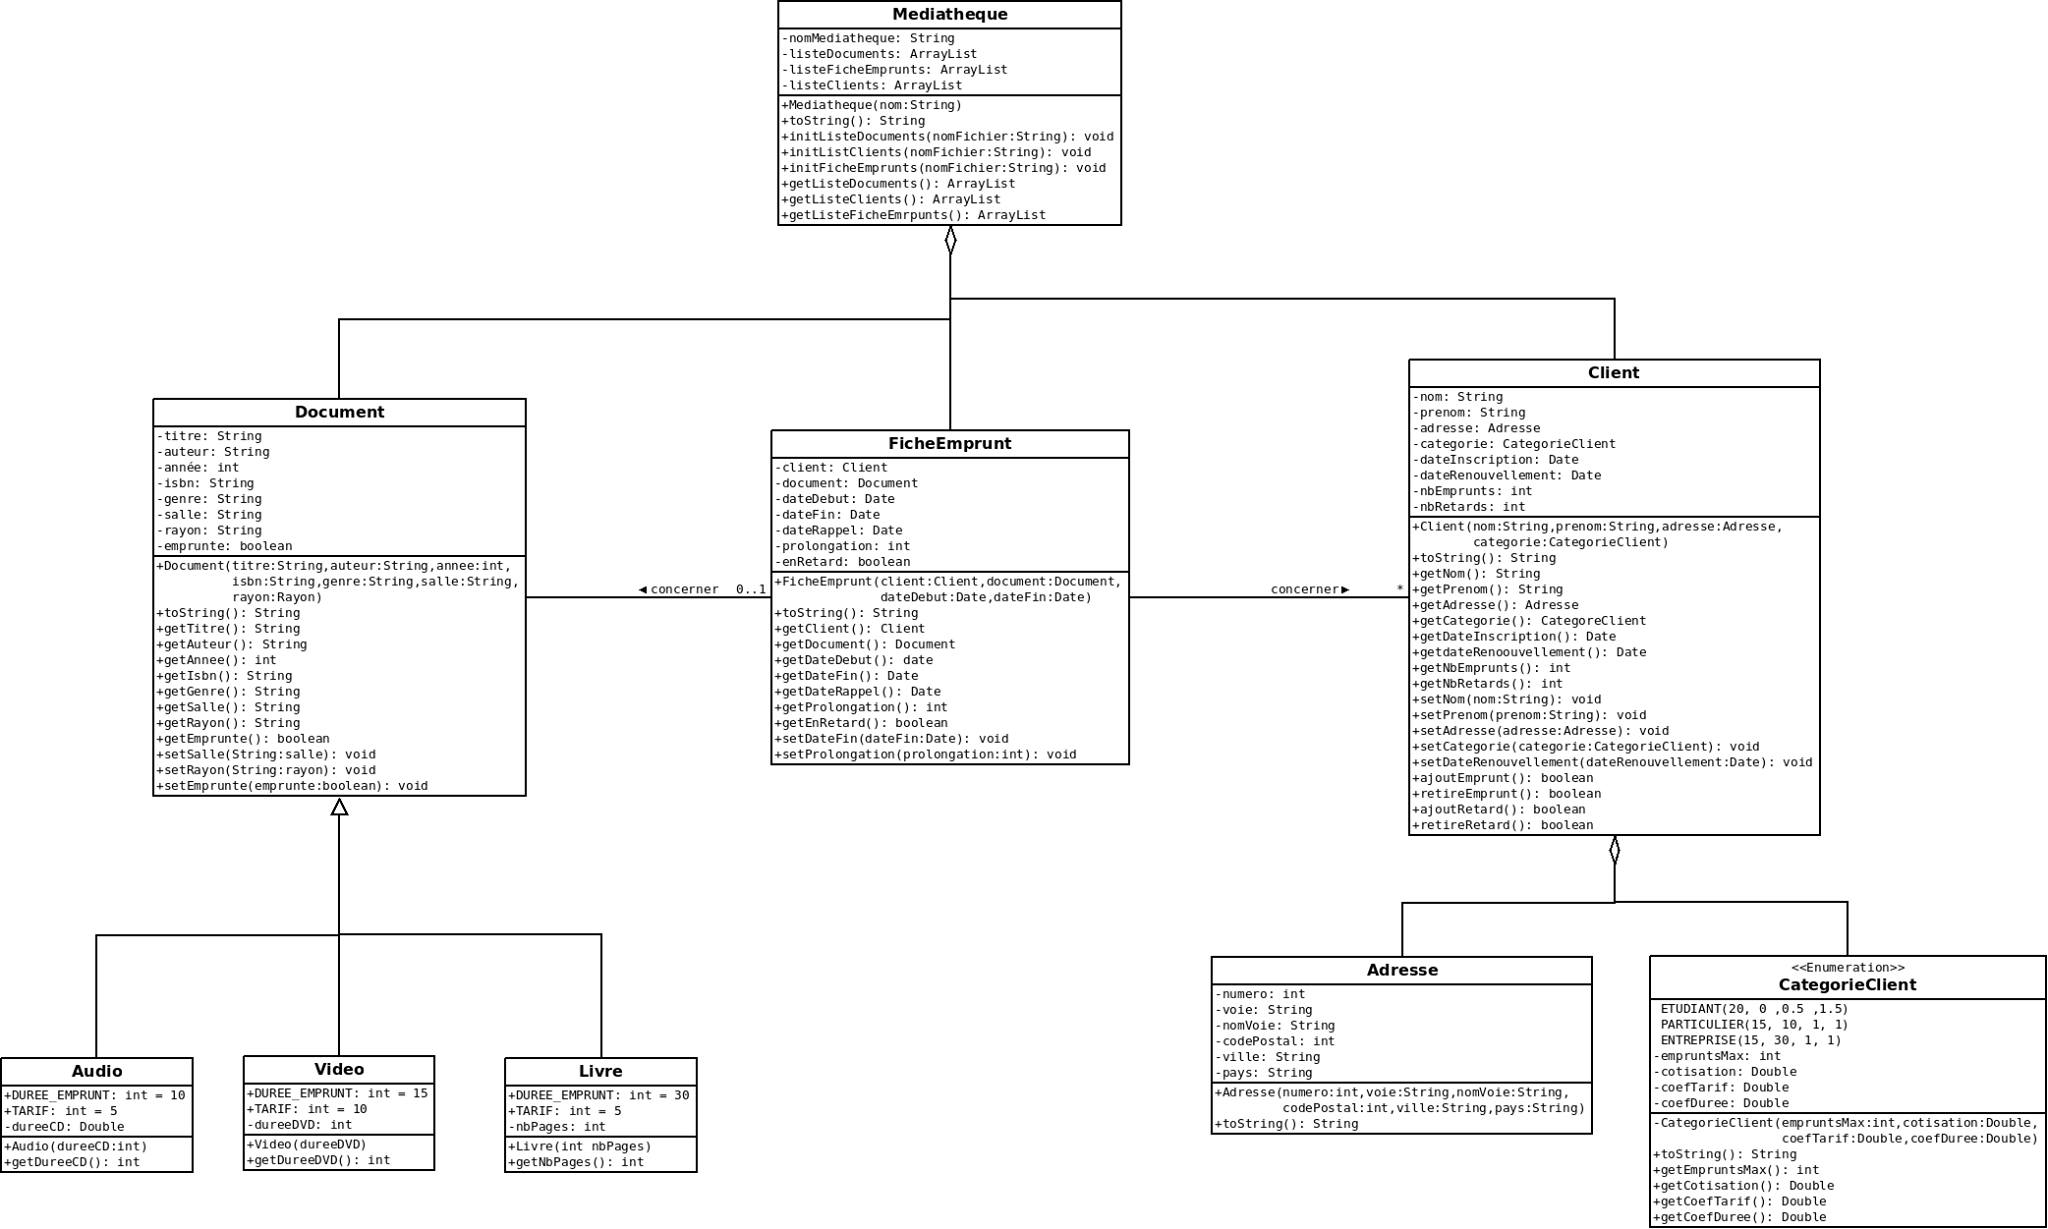 Mediatheque
-nomMediatheque: String
-listeDocuments: ArrayList
-listeFicheEmprunts: ArrayList
-listeClients: ArrayList
+Mediatheque(nom:String)
+toString(): String
+initListeDocuments(nomFichier:String): void
+initListClients(nomFichier:String): void
+initFicheEmprunts(nomFichier:String): void
+getListeDocuments(): ArrayList
+getListeClients(): ArrayList
+getListeFicheEmrpunts(): ArrayList
Document
-titre: String
-auteur: String
-année: int
-isbn: String
-genre: String
-salle: String
-rayon: String
-emprunte: boolean
+Document(titre:String,auteur:String,annee:int,
isbn:String,genre:String,salle:String,
rayon:Rayon)
+toString(): String
+getTitre(): String
+getAuteur(): String
+getAnnee(): int
+getIsbn(): String
+getGenre(): String
+getSalle(): String
+getRayon(): String
+getEmprunte(): boolean
+setSalle(String:salle): void
+setRayon(String:rayon): void
+setEmprunte(emprunte:boolean): void
◀concerner 0..1
FicheEmprunt
-client: Client
-document: Document
-dateDebut: Date
-dateFin: Date
-dateRappel: Date
-prolongation: int
-enRetard: boolean
+FicheEmprunt(client:Client,document:Document,
dateDebut:Date,dateFin:Date)
+toString(): String
+getClient(): Client
+getDocument(): Document
+getDateDebut(): date
+getDateFin(): Date
+getDateRappel(): Date
+getProlongation(): int
+getEnRetard(): boolean
+setDateFin(dateFin:Date): void
+setProlongation(prolongation:int): void
concerner▶ *
Client
-nom: String
-prenom: String
-adresse: Adresse
-categorie: CategorieClient
-dateInscription: Date
-dateRenouvellement: Date
-nbEmprunts: int
-nbRetards: int
+Client(nom:String,prenom:String,adresse:Adresse,
categorie:CategorieClient)
+toString(): String
+getNom(): String
+getPrenom(): String
+getAdresse(): Adresse
+getCategorie(): CategoreClient
+getDateInscription(): Date
+getdateRenoouvellement(): Date
+getNbEmprunts(): int
+getNbRetards(): int
+setNom(nom:String): void
+setPrenom(prenom:String): void
+setAdresse(adresse:Adresse): void
+setCategorie(categorie:CategorieClient): void
+setDateRenouvellement(dateRenouvellement:Date): void
+ajoutEmprunt(): boolean
+retireEmprunt(): boolean
+ajoutRetard(): boolean
+retireRetard(): boolean
Audio
+DUREE_EMPRUNT: int = 10
+TARIF: int = 5
-dureeCD: Double
+Audio(dureeCD:int)
+getDureeCD(): int
Video
+DUREE_EMPRUNT: int = 15
+TARIF: int = 10
-dureeDVD: int
+Video(dureeDVD)
+getDureeDVD(): int
Livre
+DUREE_EMPRUNT: int = 30
+TARIF: int = 5
-nbPages: int
+Livre(int nbPages)
+getNbPages(): int
Adresse
-numero: int
-voie: String
-nomVoie: String
-codePostal: int
-ville: String
-pays: String
+Adresse(numero:int,voie:String,nomVoie:String,
codePostal:int,ville:String,pays:String)
+toString(): String
<<Enumeration>>
CategorieClient
ETUDIANT(20, 0 ,0.5 ,1.5)
PARTICULIER(15, 10, 1, 1)
ENTREPRISE(15, 30, 1, 1)
-empruntsMax: int
-cotisation: Double
-coefTarif: Double
-coefDuree: Double
-CategorieClient(empruntsMax:int,cotisation:Double,
coefTarif:Double,coefDuree:Double)
+toString(): String
+getEmpruntsMax(): int
+getCotisation(): Double
+getCoefTarif(): Double
+getCoefDuree(): Double